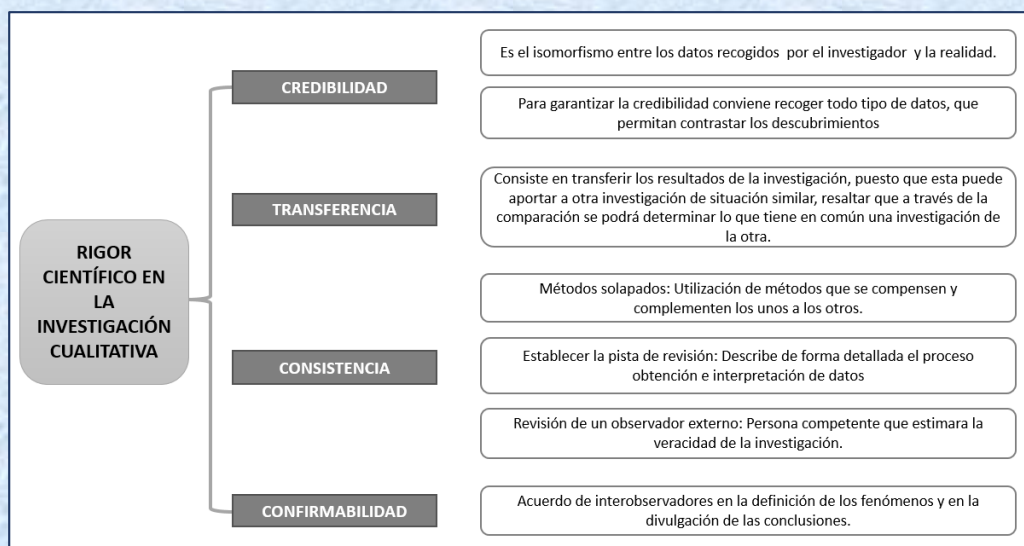 RIGOR
CIENTÍFICO EN
LA
INVESTIGACIÓN
CUALITATIVA
CREDIBILIDAD
Es el isomorfismo entre los datos recogidos por el investigador y la realidad.
Para garantizar la credibilidad conviene recoger todo tipo de datos, que
permitan contrastar los descubrimientos
TRANSFERENCIA
Consiste en transferir los resultados de la investigación, puesto que esta puede
aportar a otra investigación de situación similar, resaltar que a través de la
comparación se podrá determinar lo que tiene en común una investigación de
la otra.
CONSISTENCIA
Métodos solapados: Utilización de métodos que se compensen y
complementen los unos a los otros.
Establecer la pista de revisión: Describe de forma detallada el proceso
obtención e interpretación de datos
Revisión de un observador externo: Persona competente que estimara la
veracidad de la investigación.
CONFIRMABILIDAD
Acuerdo de interobservadores en la definición de los fenómenos y en la
divulgación de las conclusiones.